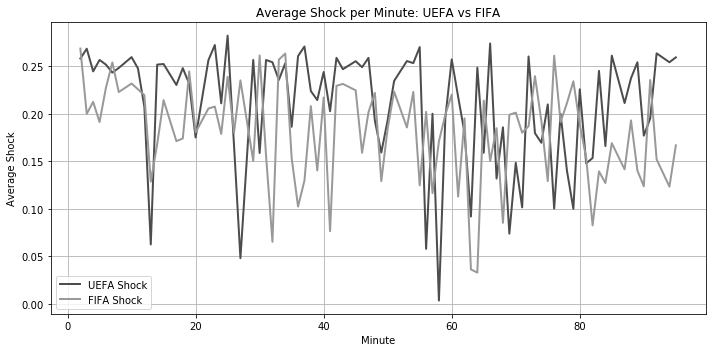 Average Shock per Minute: UEFA vs FIFA
Average Shock
0.25
0.20
0.15
0.10
0.05
0.00
UEFA Shock
FIFA Shock
0
20
40
60
80
Minute